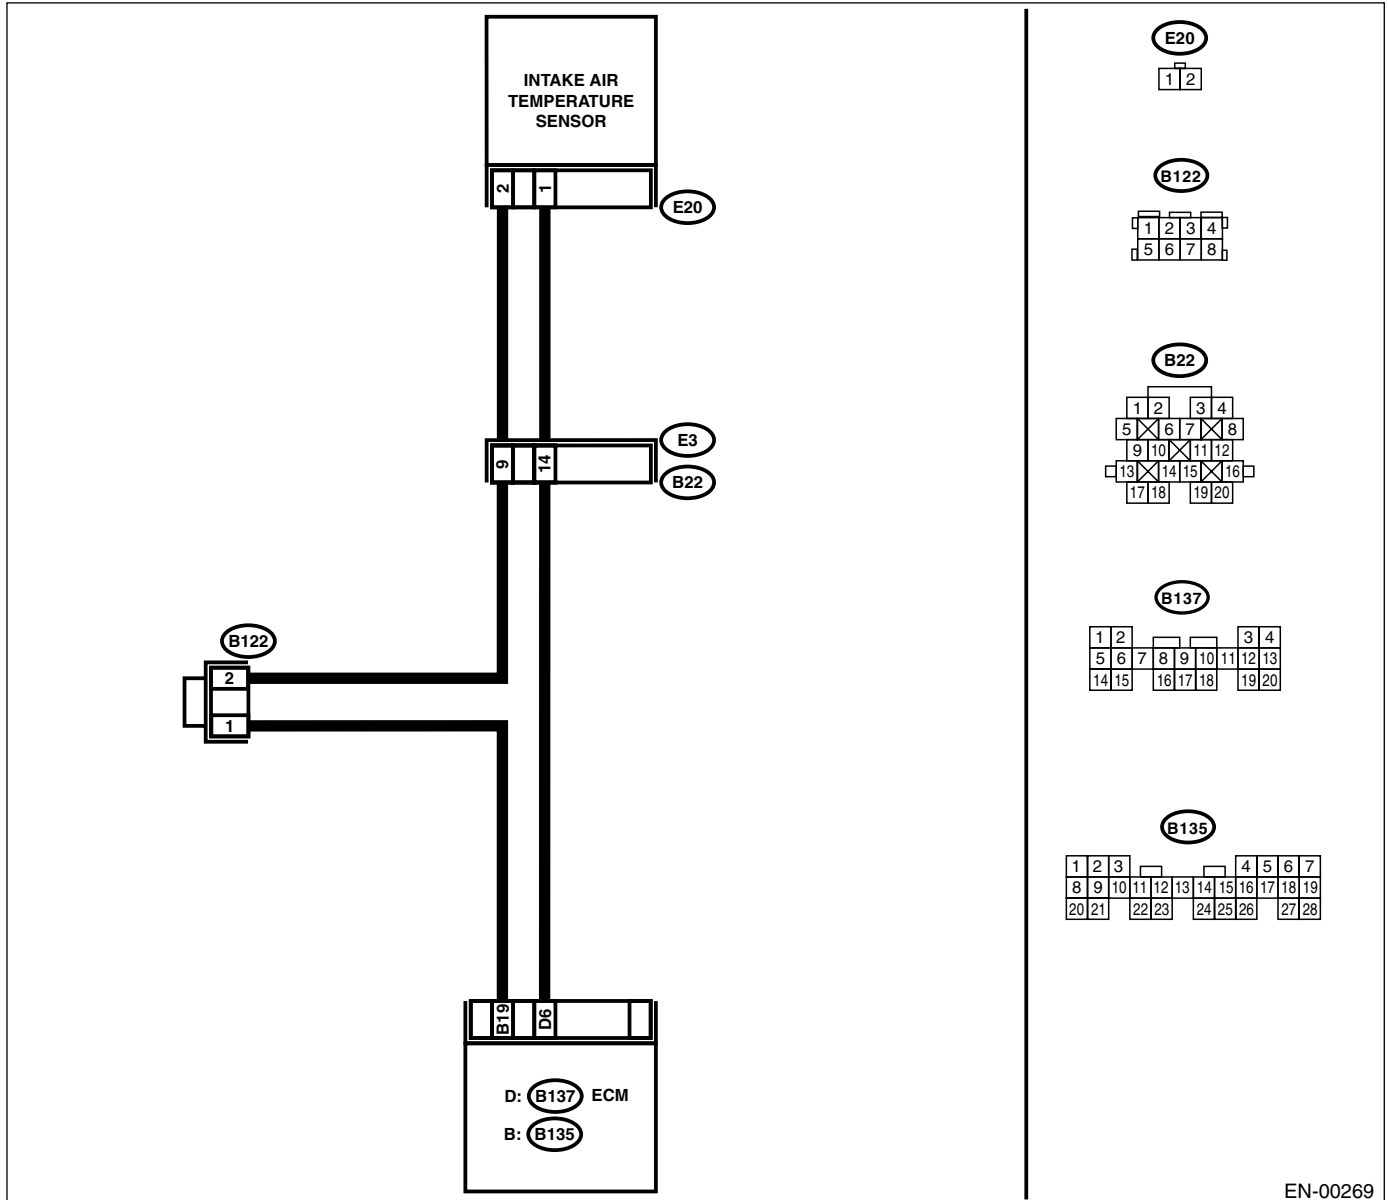 INTAKE AIR
TEMPERATURE
SENSOR
2 1
E20
9 14
E3
B22
B122
2
1
B19 D6
D: B137 ECM
B: B135
E20
1 2
B122
1 2 3 4
5 6 7 8
B22
1 2 3 4
5 6 7 8
9 10 11 12
13 14 15 16
17 18 19 20
B137
1 2 3 4
5 6 7 8 9 10 11 12 13
14 15 16 17 18 19 20
B135
1 2 3 4 5 6 7
8 9 10 11 12 13 14 15 16 17 18 19
20 21 22 23 24 25 26 27 28
EN-00269